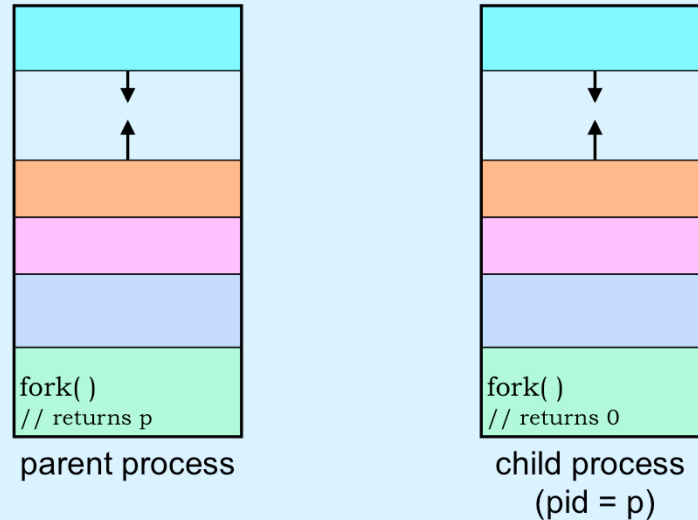 fork( )
// returns p
parent process
fork( )
// returns 0
child process
(pid = p)